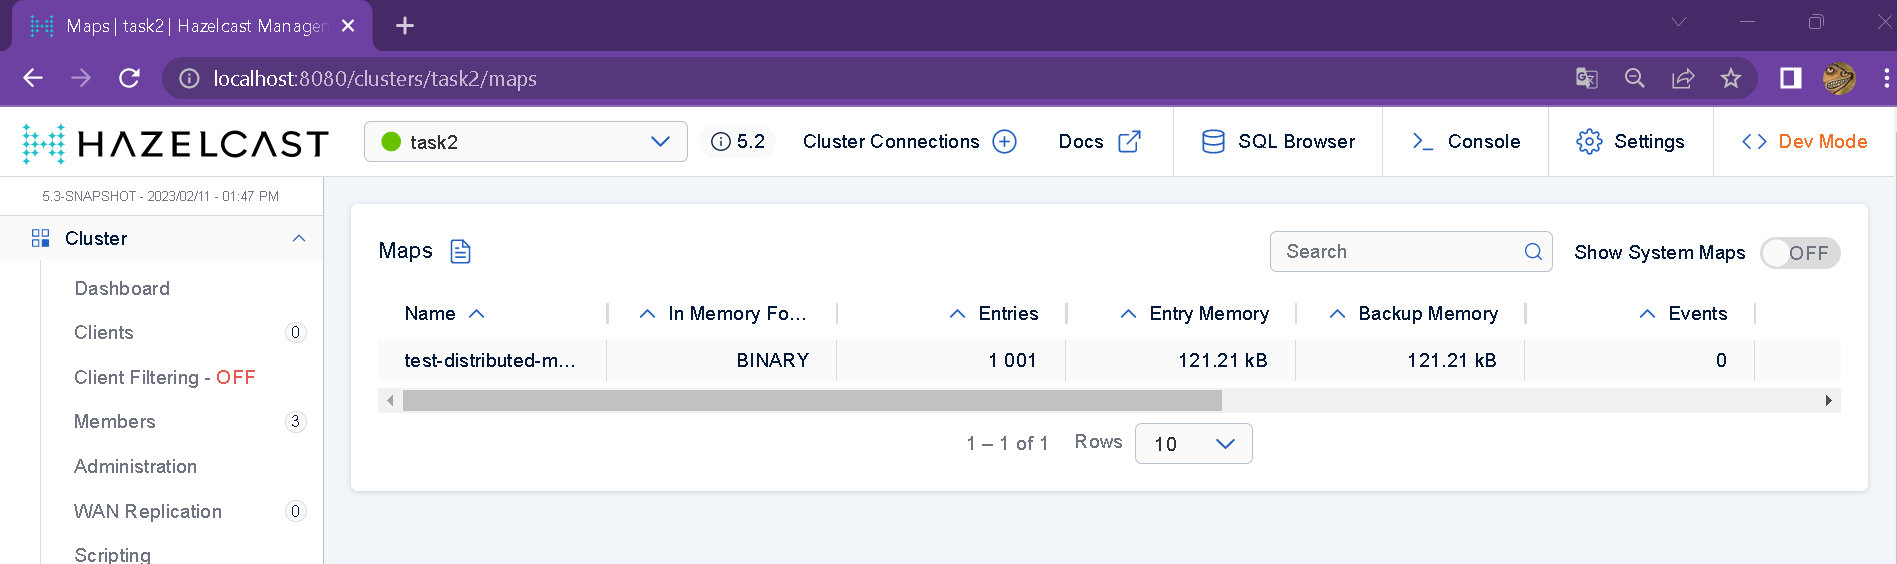 Maps | task2 | Hazelcast Manager
localhost:8080/clusters/task2/maps
HAZELCAST
task2
5.2
Cluster Connections
Docs
SQL Browser
Console
Settings
Dev Mode
5.3-SNAPSHOT - 2023/02/11 - 01:47 PM
Cluster
Dashboard
Clients 0
Client Filtering - OFF
Members 3
Administration
WAN Replication 0
Scripting
Maps
Search
Show System Maps OFF
Name In Memory Fo... Entries Entry Memory Backup Memory Events
test-distributed-m... BINARY 1 001 121.21 kB 121.21 kB 0
1 – 1 of 1 Rows 10